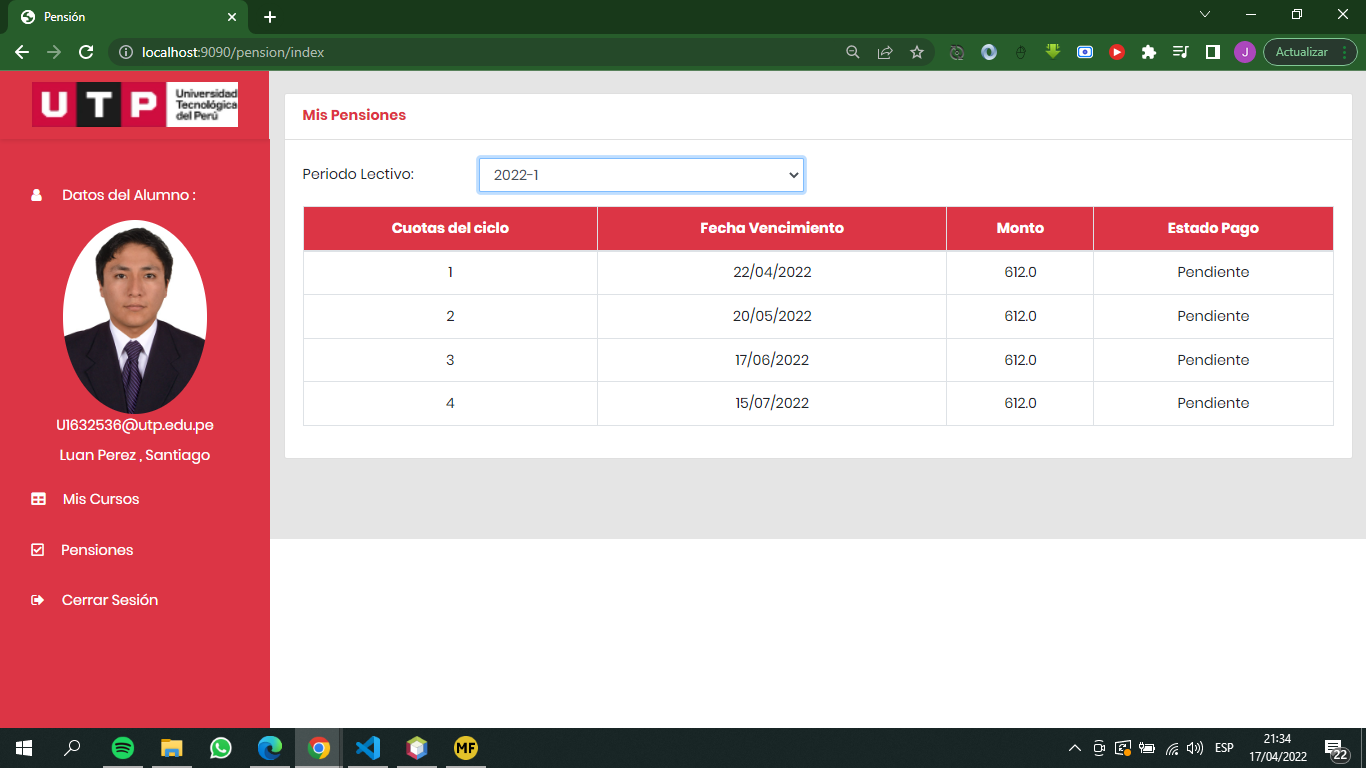 Pensión
localhost:9090/pension/index
J
Actualizar
UTP
Universidad
Tecnológica
del Perú
Datos del Alumno :
U1632536@utp.edu.pe
Luan Perez , Santiago
Mis Cursos
Pensiones
Cerrar Sesión
Mis Pensiones
Periodo Lectivo: 2022-1
Cuotas del ciclo Fecha Vencimiento Monto Estado Pago
1 22/04/2022 612.0 Pendiente
2 20/05/2022 612.0 Pendiente
3 17/06/2022 612.0 Pendiente
4 15/07/2022 612.0 Pendiente
MF
ESP
21:34
17/04/2022
22